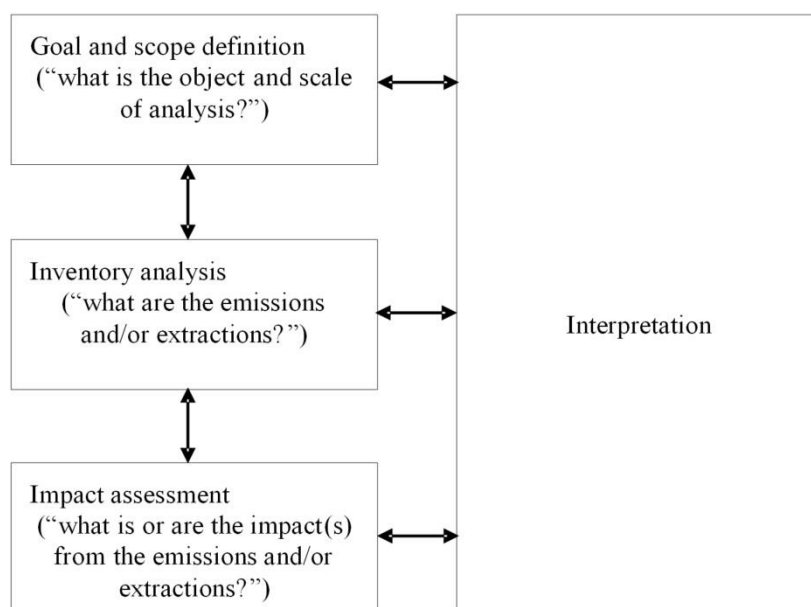 Goal and scope definition
(“what is the object and scale
of analysis?”)
Inventory analysis
(“what are the emissions
and/or extractions?”)
Interpretation
Impact assessment
(“what is or are the impact(s)
from the emissions and/or
extractions?”)